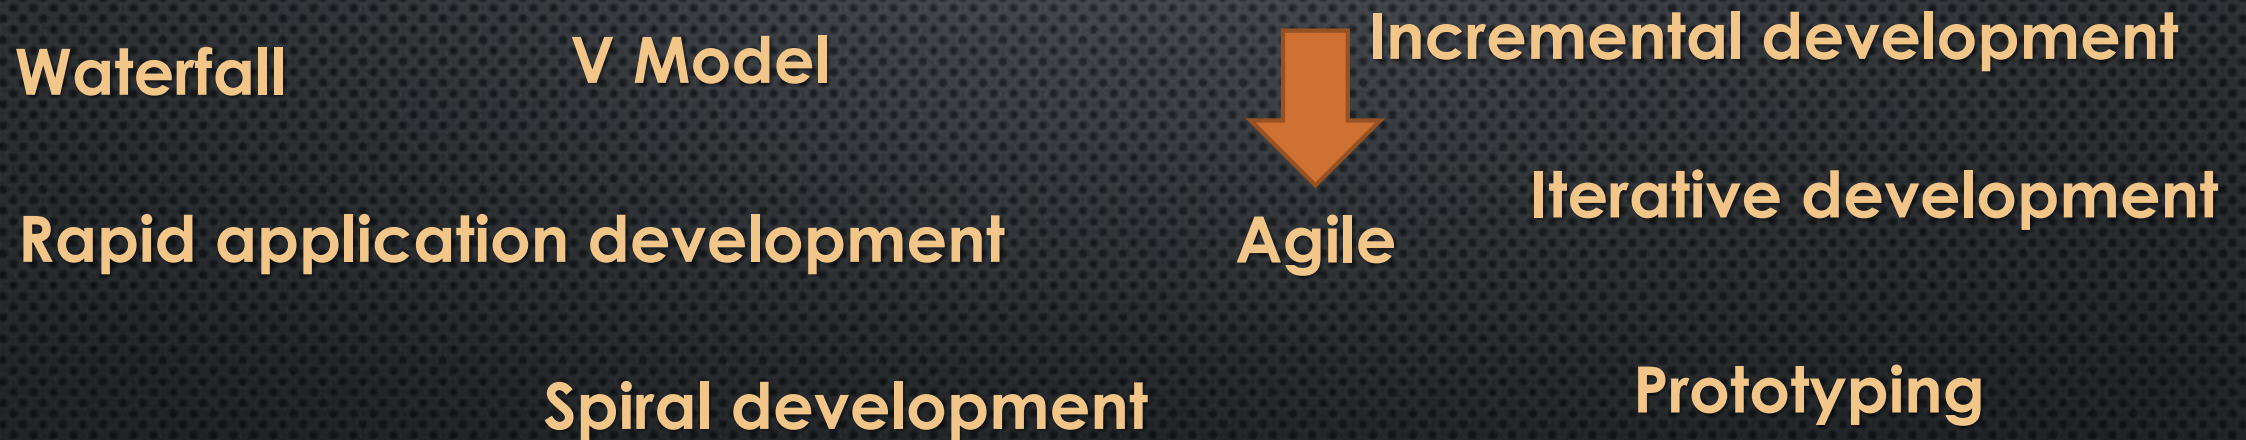 Waterfall
V Model
Incremental development
Rapid application development
Agile
Iterative development
Spiral development
Prototyping